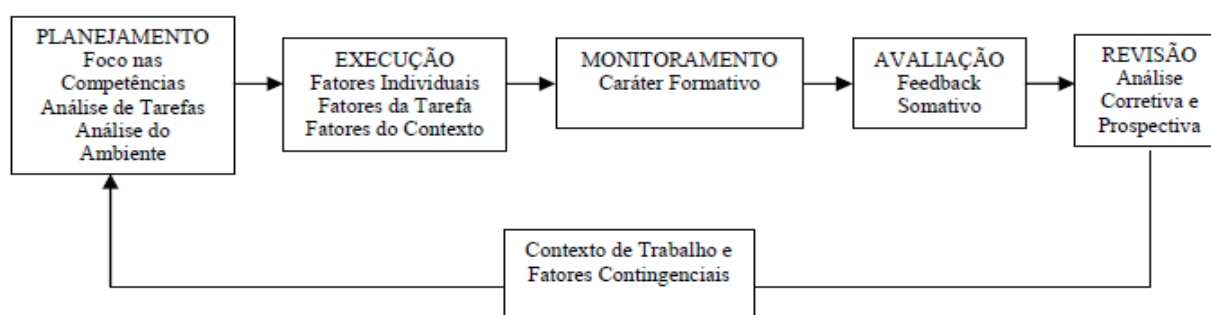 PLANEJAMENTO
Foco nas
Competências
Análise de Tarefas
Análise do
Ambiente
EXECUÇÃO
Fatores Individuais
Fatores da Tarefa
Fatores do Contexto
MONITORAMENTO
Caráter Formativo
AVALIAÇÃO
Feedback
Somativo
REVISÃO
Análise
Corretiva e
Prospectiva
Contexto de Trabalho e
Fatores Contingenciais